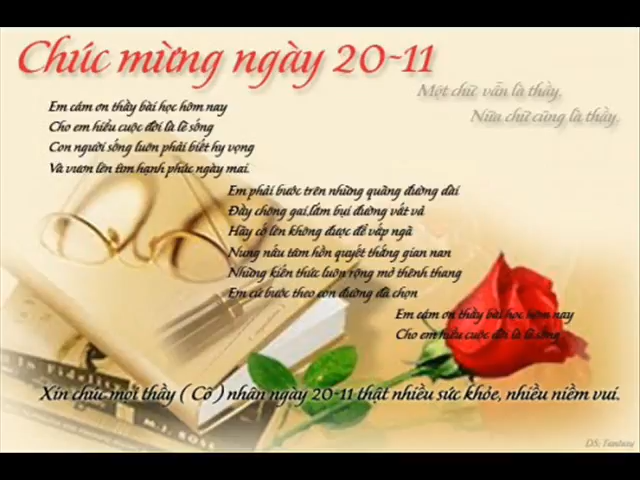 Chúc mừng ngày 20-11
Một chữ vẫn là thầy,
Nữa chữ cũng là thầy,
Em cám ơn thầy bài học hôm nay
Cho em hiểu cuộc đời là lẽ sống
Con người sống luôn phải biết hy vọng
Và vươn lên tìm hạnh phúc ngày mai.
Em phải bước trên những quãng đường dài
Đầy chông gai, lắm bụi đường vất vả
Hãy cố lên không được để vấp ngã
Nung nấu tâm hồn quyết thắng gian nan
Những kiến thức luôn rộng mở thênh thang
Em cứ bước theo con đường đã chọn
Em cám ơn thầy bài học hôm nay
Cho em hiểu cuộc đời là lẽ sống
Xin chúc mọi thầy ( Cô ) nhân ngày 20-11 thật nhiều sức khỏe, nhiều niềm vui.
M.J. ROSS
DS: Fantasy